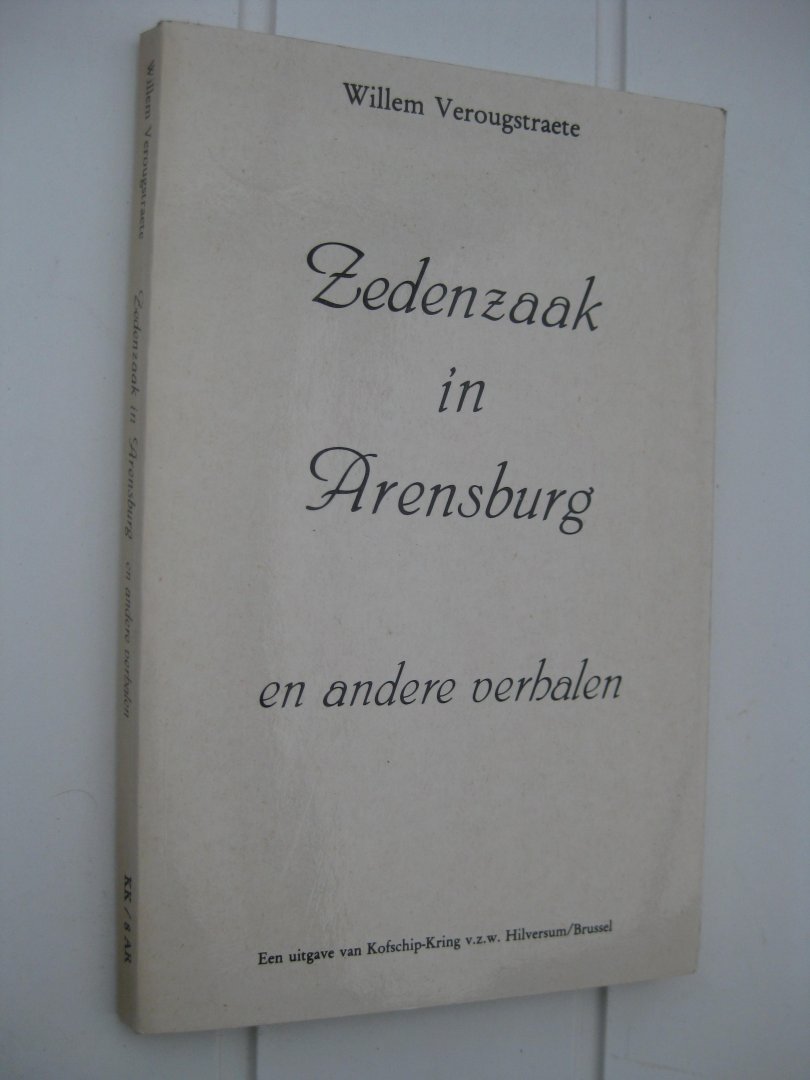 Willem Verougstraete
Zedenzaak
in
Arensburg
en andere verhalen
Een uitgave van Kofschip-Kring v.z.w. Hilversum/Brussel
Willem Verougstraete Zedenzaak in Arensburg en andere verhalen KK / 8 AR